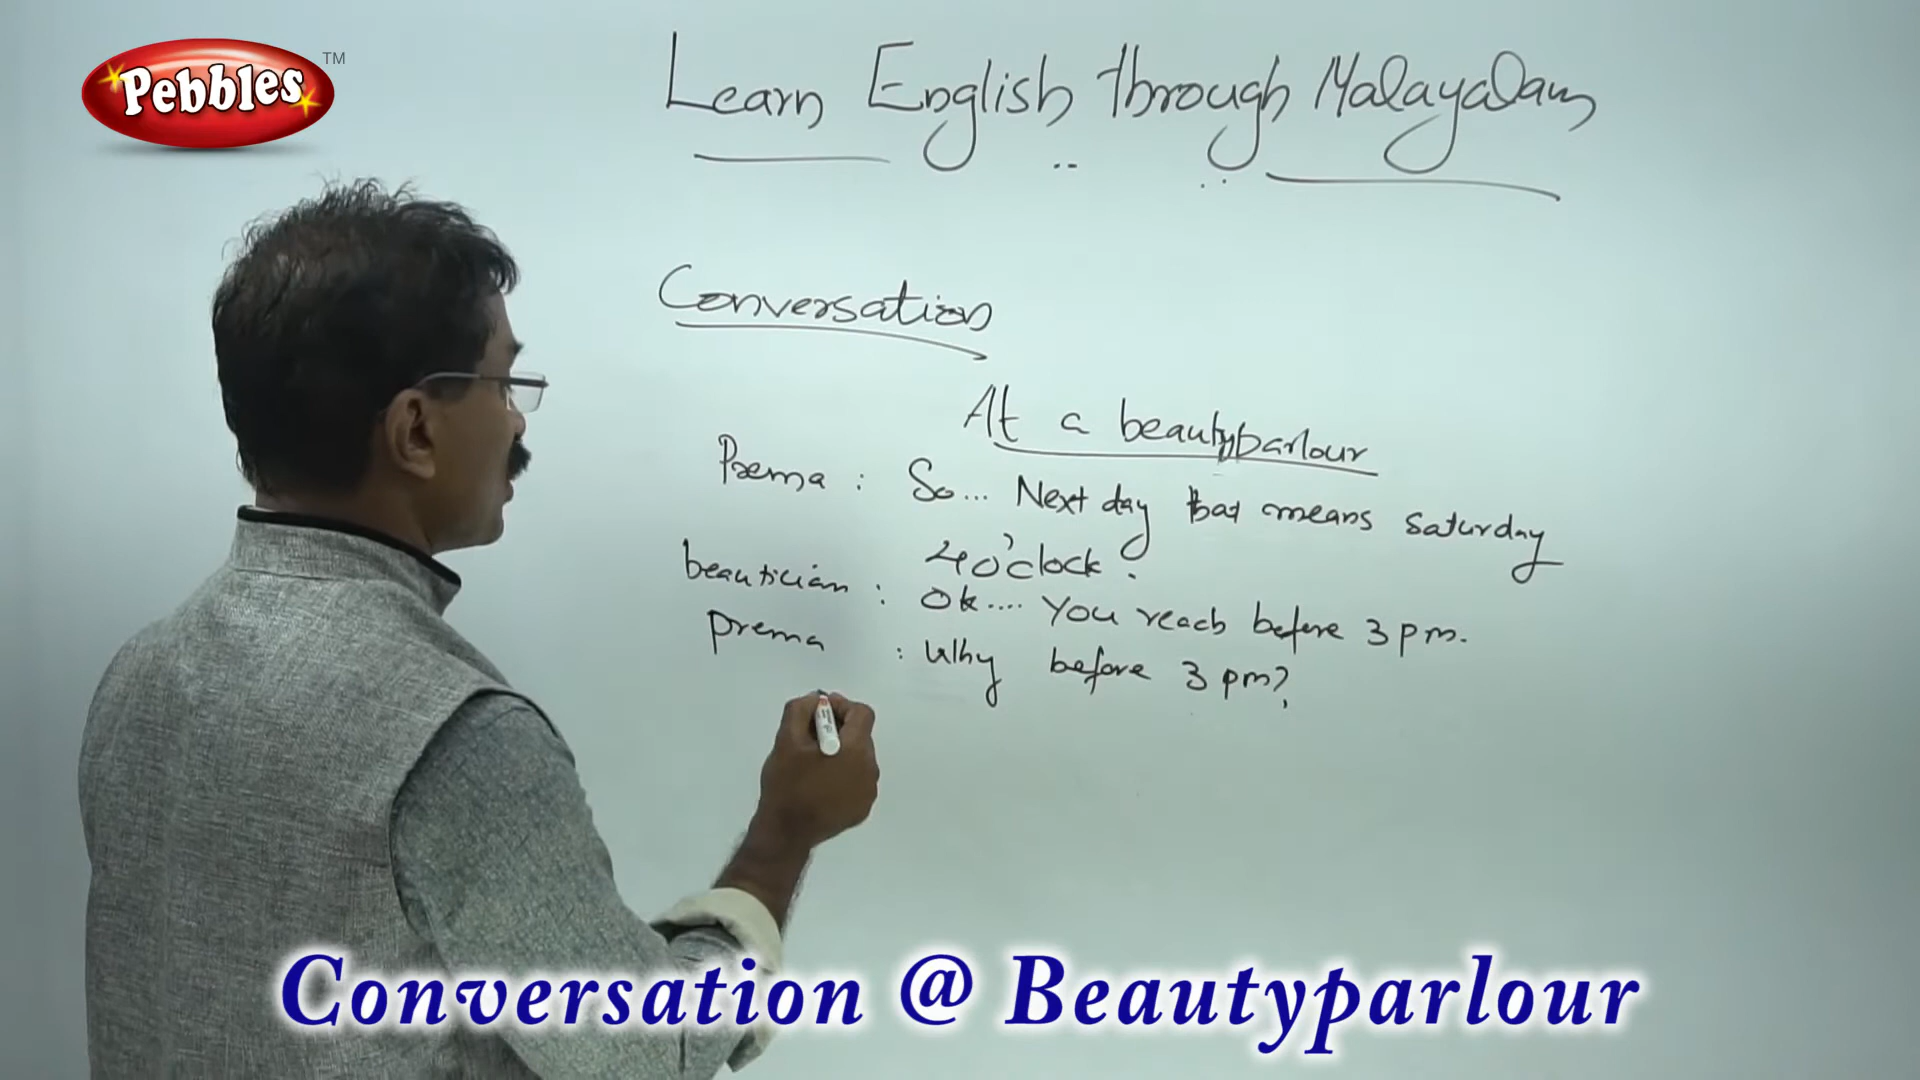 Pebbles TM
Learn English through Malayalam
Conversation
At a beautyparlour
Prema : So... Next day that means saturday
4 o'clock.
beautician : Ok.... You reach before 3 pm.
prema : Why before 3 pm?
Conversation @ Beautyparlour